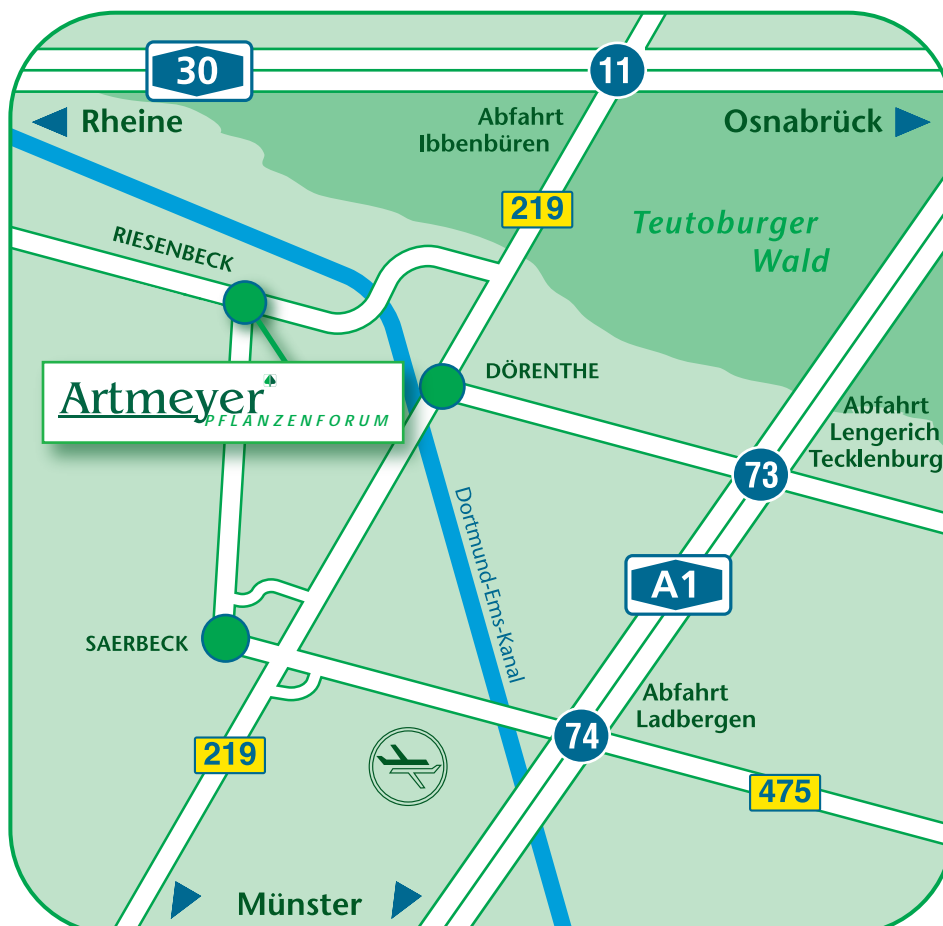 30
11
Rheine
Abfahrt
Ibbenbüren
Osnabrück
219
Teutoburger
Wald
RIESENBECK
Artmeyer
PFLANZENFORUM
DÖRENTHE
Abfahrt
Lengerich
Tecklenburg
73
Dortmund-Ems-Kanal
A1
SAERBECK
Abfahrt
Ladbergen
74
219
475
Münster